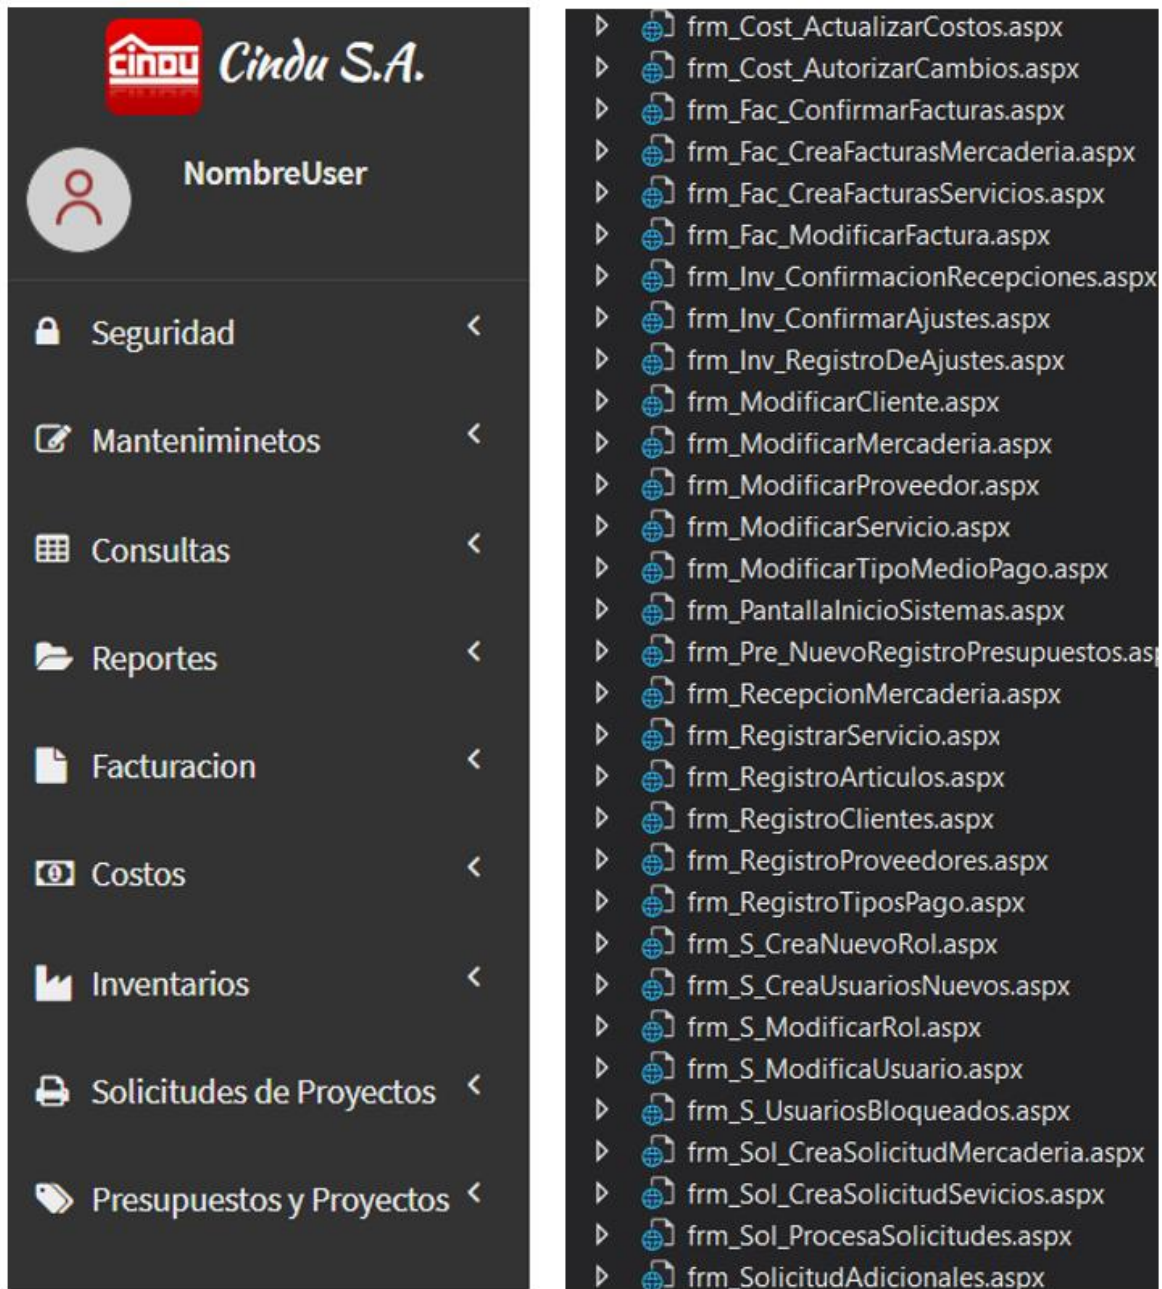 cindu Cindu S.A.
NombreUser
Seguridad
Manteniminetos
Consultas
Reportes
Facturacion
Costos
Inventarios
Solicitudes de Proyectos
Presupuestos y Proyectos
frm_Cost_ActualizarCostos.aspx
frm_Cost_AutorizarCambios.aspx
frm_Fac_ConfirmarFacturas.aspx
frm_Fac_CreaFacturasMercaderia.aspx
frm_Fac_CreaFacturasServicios.aspx
frm_Fac_ModificarFactura.aspx
frm_Inv_ConfirmacionRecepciones.aspx
frm_Inv_ConfirmarAjustes.aspx
frm_Inv_RegistroDeAjustes.aspx
frm_ModificarCliente.aspx
frm_ModificarMercaderia.aspx
frm_ModificarProveedor.aspx
frm_ModificarServicio.aspx
frm_ModificarTipoMedioPago.aspx
frm_PantallaInicioSistemas.aspx
frm_Pre_NuevoRegistroPresupuestos.asp
frm_RecepcionMercaderia.aspx
frm_RegistrarServicio.aspx
frm_RegistroArticulos.aspx
frm_RegistroClientes.aspx
frm_RegistroProveedores.aspx
frm_RegistroTiposPago.aspx
frm_S_CreaNuevoRol.aspx
frm_S_CreaUsuariosNuevos.aspx
frm_S_ModificarRol.aspx
frm_S_ModificaUsuario.aspx
frm_S_UsuariosBloqueados.aspx
frm_Sol_CreaSolicitudMercaderia.aspx
frm_Sol_CreaSolicitudSevicios.aspx
frm_Sol_ProcesaSolicitudes.aspx
frm_SolicitudAdicionales.aspx